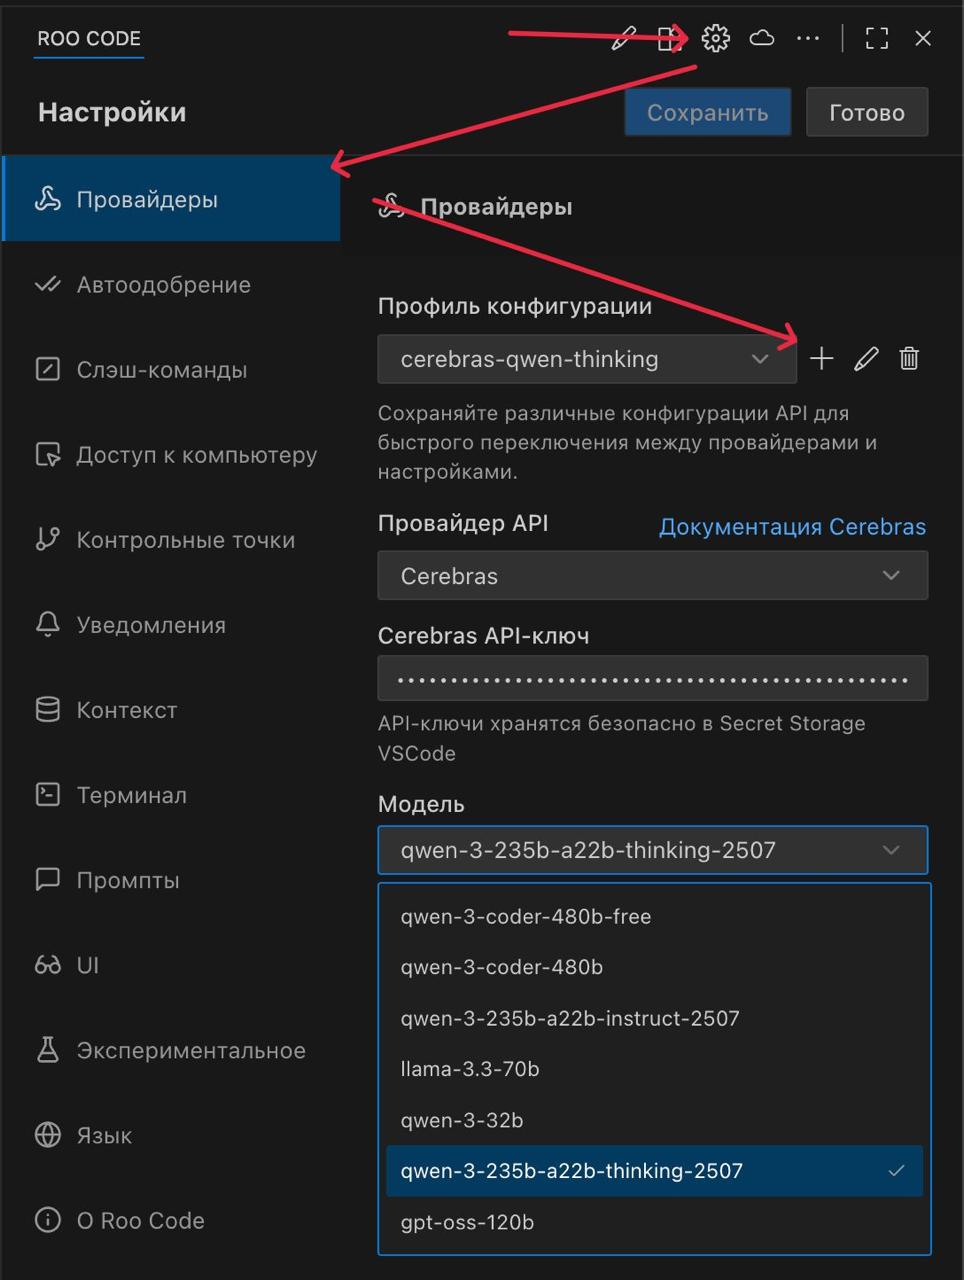 ROO CODE
Настройки
Сохранить
Готово
Провайдеры
Автоодобрение
Слэш-команды
Доступ к компьютеру
Контрольные точки
Уведомления
Контекст
Терминал
Промпты
UI
Экспериментальное
Язык
О Roo Code
Провайдеры
Профиль конфигурации
cerebras-qwen-thinking
Сохраняйте различные конфигурации API для
быстрого переключения между провайдерами и
настройками.
Провайдер API
Документация Cerebras
Cerebras
Cerebras API-ключ
API-ключи хранятся безопасно в Secret Storage
VSCode
Модель
qwen-3-235b-a22b-thinking-2507
qwen-3-coder-480b-free
qwen-3-coder-480b
qwen-3-235b-a22b-instruct-2507
llama-3.3-70b
qwen-3-32b
qwen-3-235b-a22b-thinking-2507
gpt-oss-120b